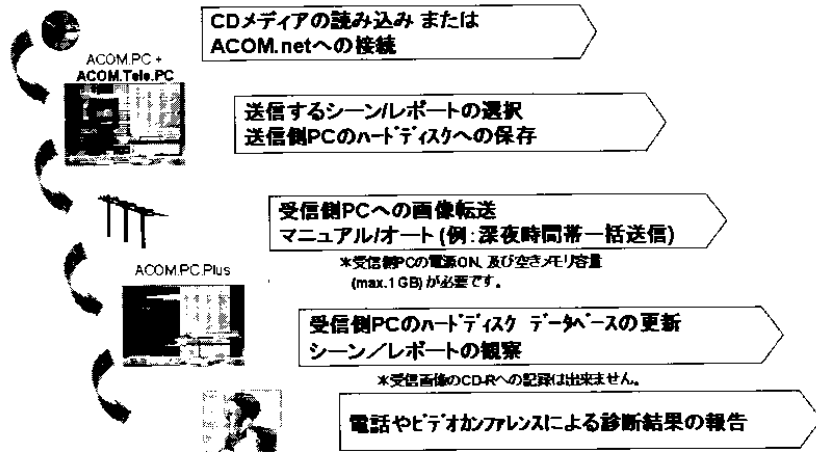 CDメディアの読み込み または
ACOM.netへの接続
ACOM.PC +
ACOM.Tele.PC
送信するシーン/レポートの選択
送信側PCのハードディスクへの保存
受信側PCへの画像転送
マニュアル/オート (例:深夜時間帯一括送信)
*受信側PCの電源ON, 及び空きメモリ容量
(max.1GB) が必要です。
ACOM.PC.Plus
受信側PCのハードディスク データベースの更新
シーン/レポートの観察
*受信画像のCD-Rへの記録は出来ません。
電話やビデオカンファレンスによる診断結果の報告